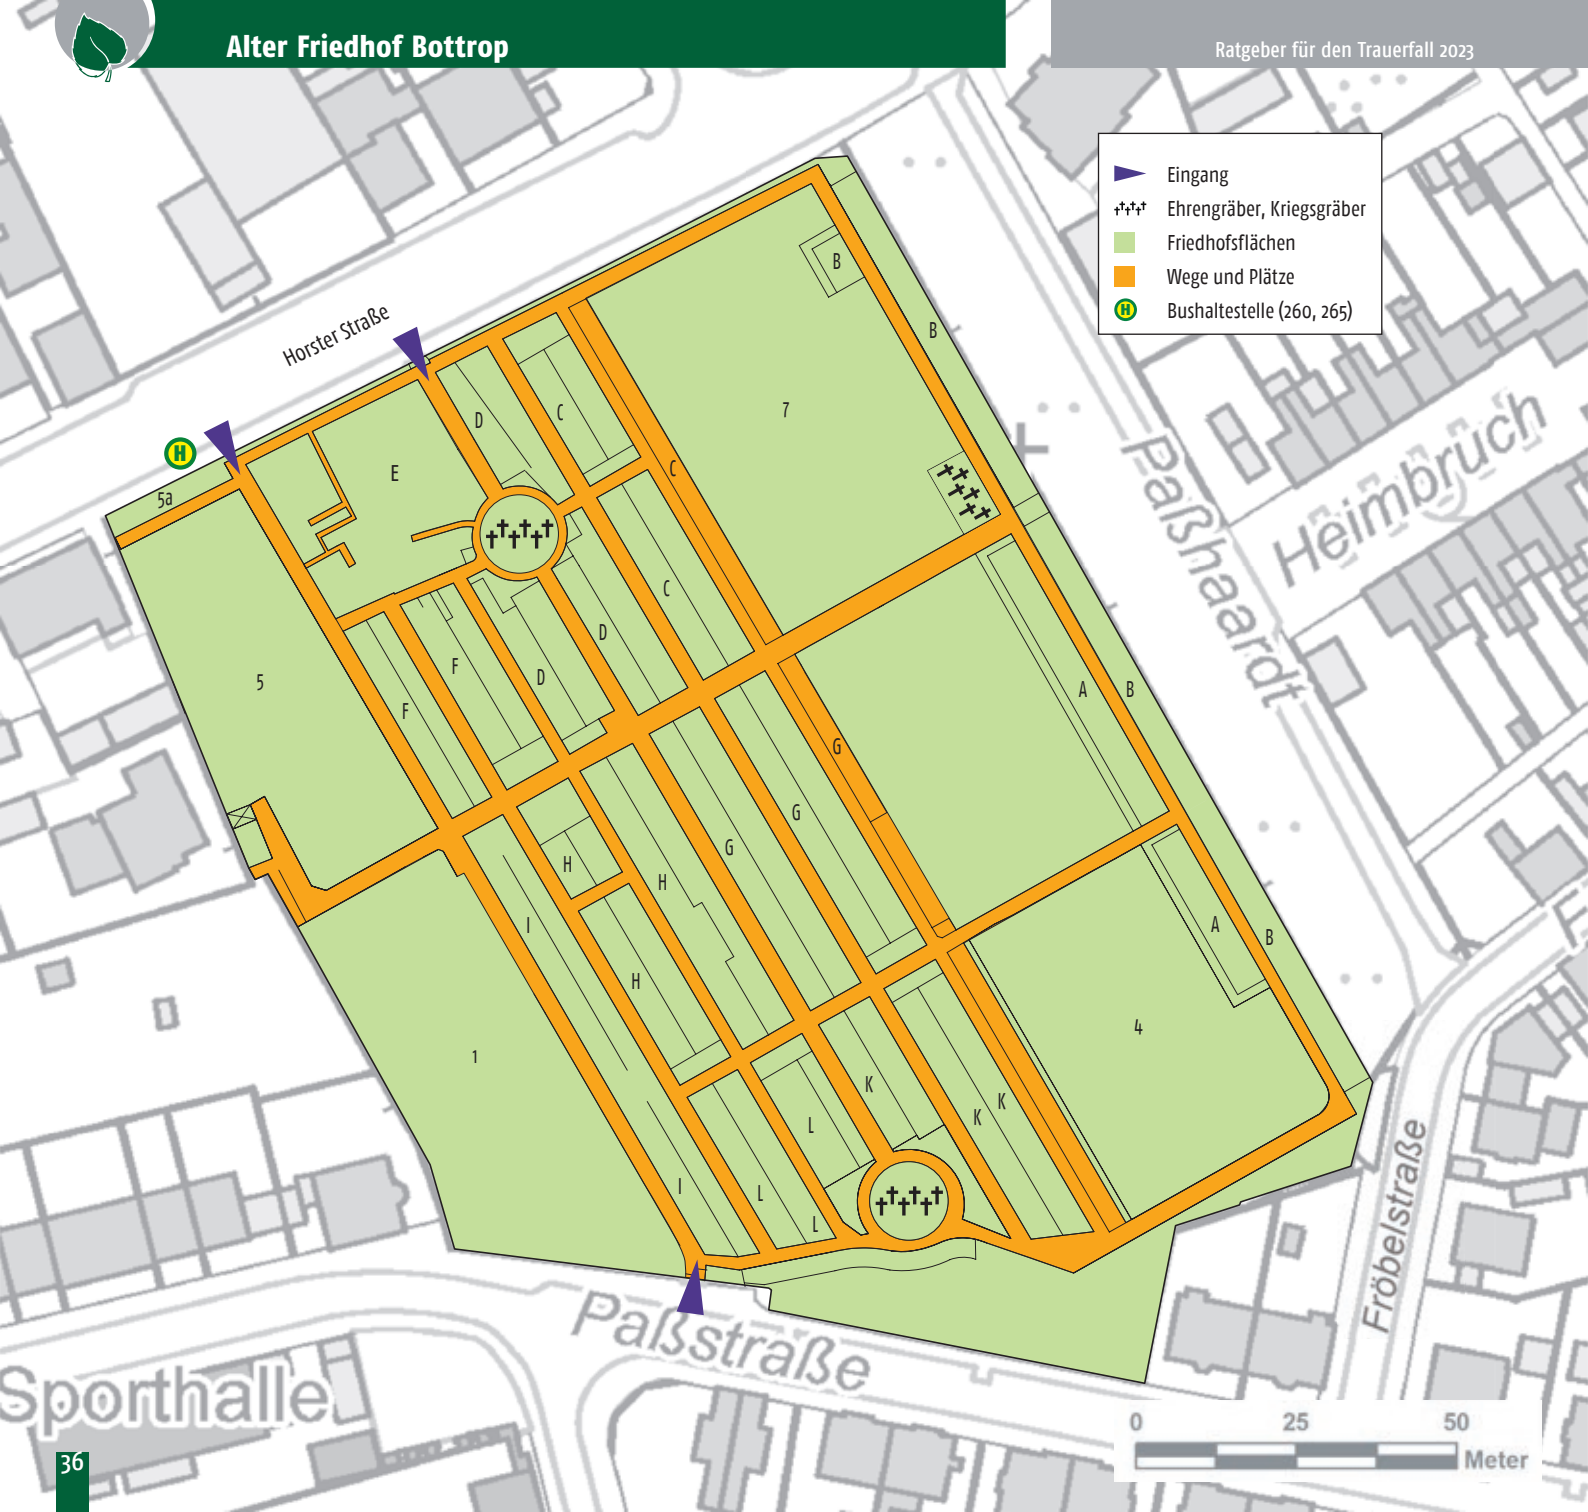 Alter Friedhof Bottrop
Ratgeber für den Trauerfall 2023
Eingang
Ehrengräber, Kriegsgräber
Friedhofsflächen
Wege und Plätze
H Bushaltestelle (260, 265)
Horster Straße
H
5a
5
E
D
C
C
7
B
B
Paßhaardt
Heimbruch
F
F
D
D
C
A
B
G
G
G
H
H
H
I
1
A
B
4
K
K
K
L
L
L
I
Fröbelstraße
Paßstraße
Sporthalle
0 25 50
Meter
36